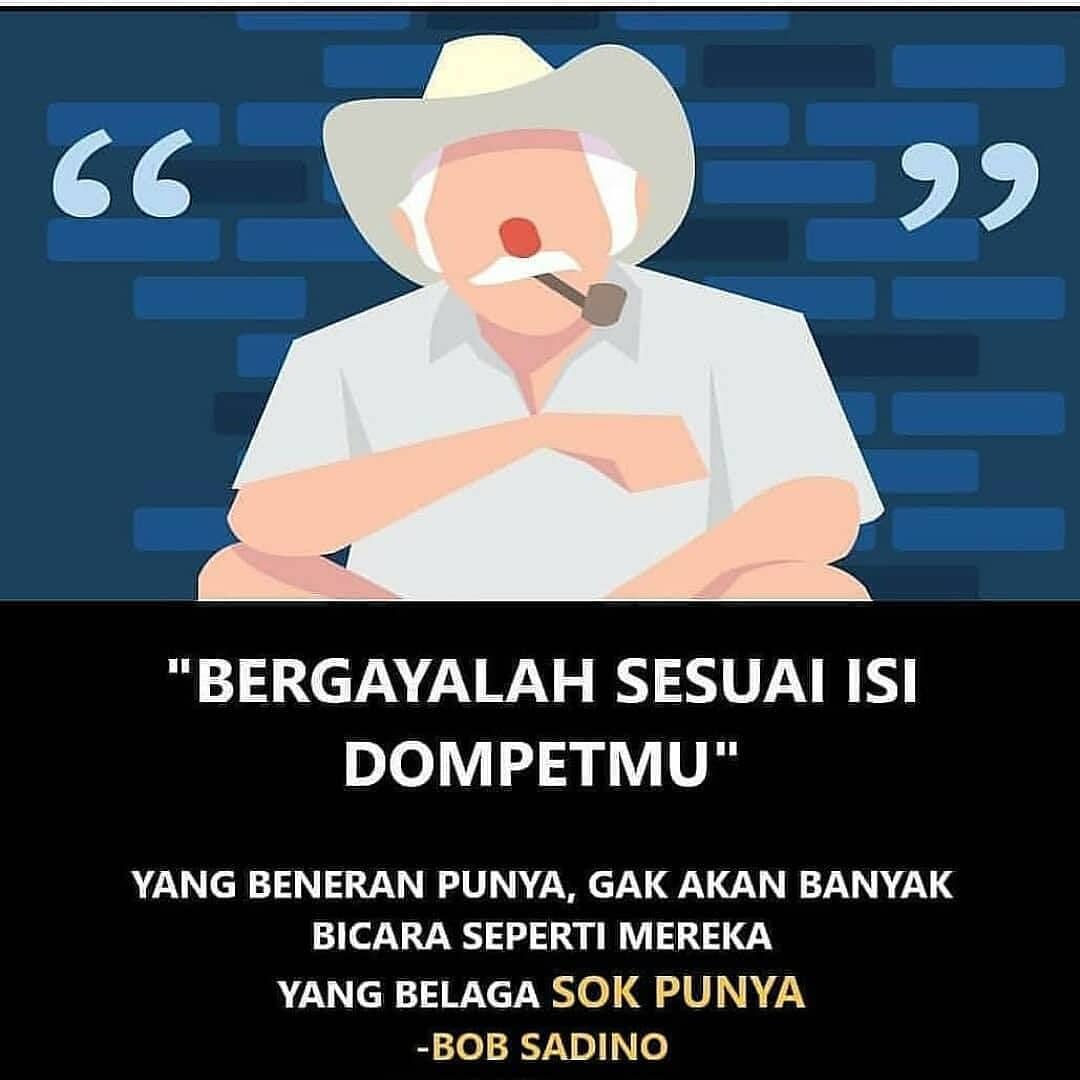 "BERGAYALAH SESUAI ISI
DOMPETMU"
YANG BENERAN PUNYA, GAK AKAN BANYAK
BICARA SEPERTI MEREKA
YANG BELAGA SOK PUNYA
-BOB SADINO